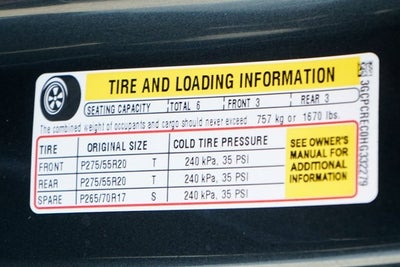 TIRE AND LOADING INFORMATION
SEATING CAPACITY TOTAL 6 FRONT 3 REAR 3
The combined weight of occupants and cargo should never exceed 757 kg or 1670 lbs.
TIRE ORIGINAL SIZE COLD TIRE PRESSURE
FRONT P275/55R20 T 240 kPa, 35 PSI
REAR P275/55R20 T 240 kPa, 35 PSI
SPARE P265/70R17 S 240 kPa, 35 PSI
SEE OWNER'S
MANUAL FOR
ADDITIONAL
INFORMATION
3GCPCREC0HG332279